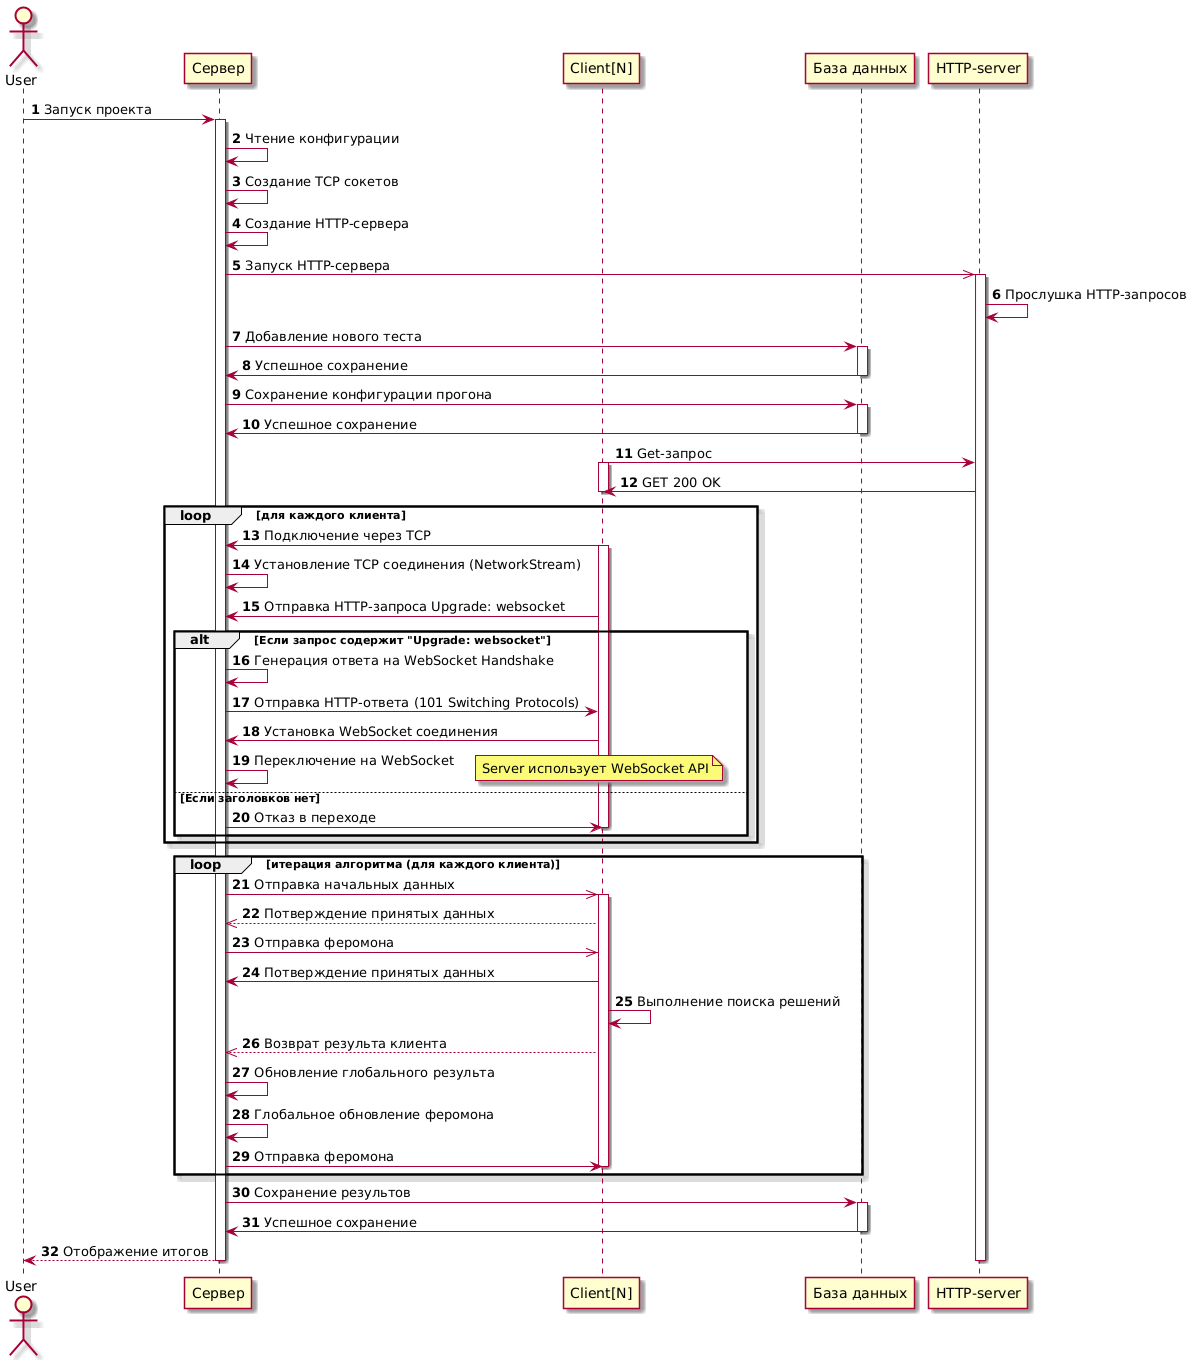 User
Сервер
Client[N]
База данных
HTTP-server
1 Запуск проекта
2 Чтение конфигурации
3 Создание TCP сокетов
4 Создание HTTP-сервера
5 Запуск HTTP-сервера
6 Прослушка HTTP-запросов
7 Добавление нового теста
8 Успешное сохранение
9 Сохранение конфигурации прогона
10 Успешное сохранение
11 Get-запрос
12 GET 200 OK
loop [для каждого клиента]
13 Подключение через TCP
14 Установление TCP соединения (NetworkStream)
15 Отправка HTTP-запроса Upgrade: websocket
alt [Если запрос содержит "Upgrade: websocket"]
16 Генерация ответа на WebSocket Handshake
17 Отправка HTTP-ответа (101 Switching Protocols)
18 Установка WebSocket соединения
19 Переключение на WebSocket
Server использует WebSocket API
[Если заголовков нет]
20 Отказ в переходе
loop [итерация алгоритма (для каждого клиента)]
21 Отправка начальных данных
22 Потверждение принятых данных
23 Отправка феромона
24 Потверждение принятых данных
25 Выполнение поиска решений
26 Возврат результа клиента
27 Обновление глобального результа
28 Глобальное обновление феромона
29 Отправка феромона
30 Сохранение результов
31 Успешное сохранение
32 Отображение итогов
User
Сервер
Client[N]
База данных
HTTP-server